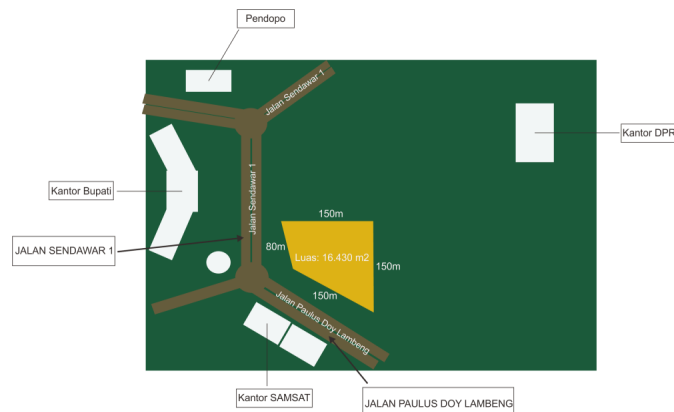 Pendopo
Jalan Sendawar 1
Kantor DPR
Jalan Sendawar 1
Kantor Bupati
150m
JALAN SENDAWAR 1
80m
Luas: 16,430 m2
150m
150m
Jalan Paulus Doy Lambeng
Kantor SAMSAT
JALAN PAULUS DOY LAMBENG